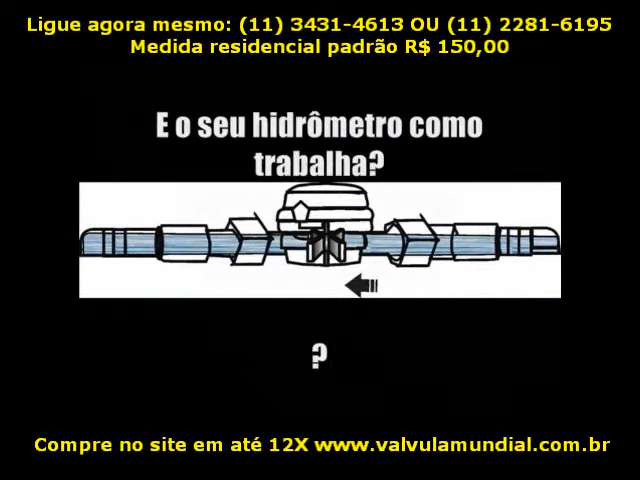 Ligue agora mesmo: (11) 3431-4613 OU (11) 2281-6195
Medida residencial padrão R$ 150,00
E o seu hidrômetro como
trabalha?
?
Compre no site em até 12X www.valvulamundial.com.br